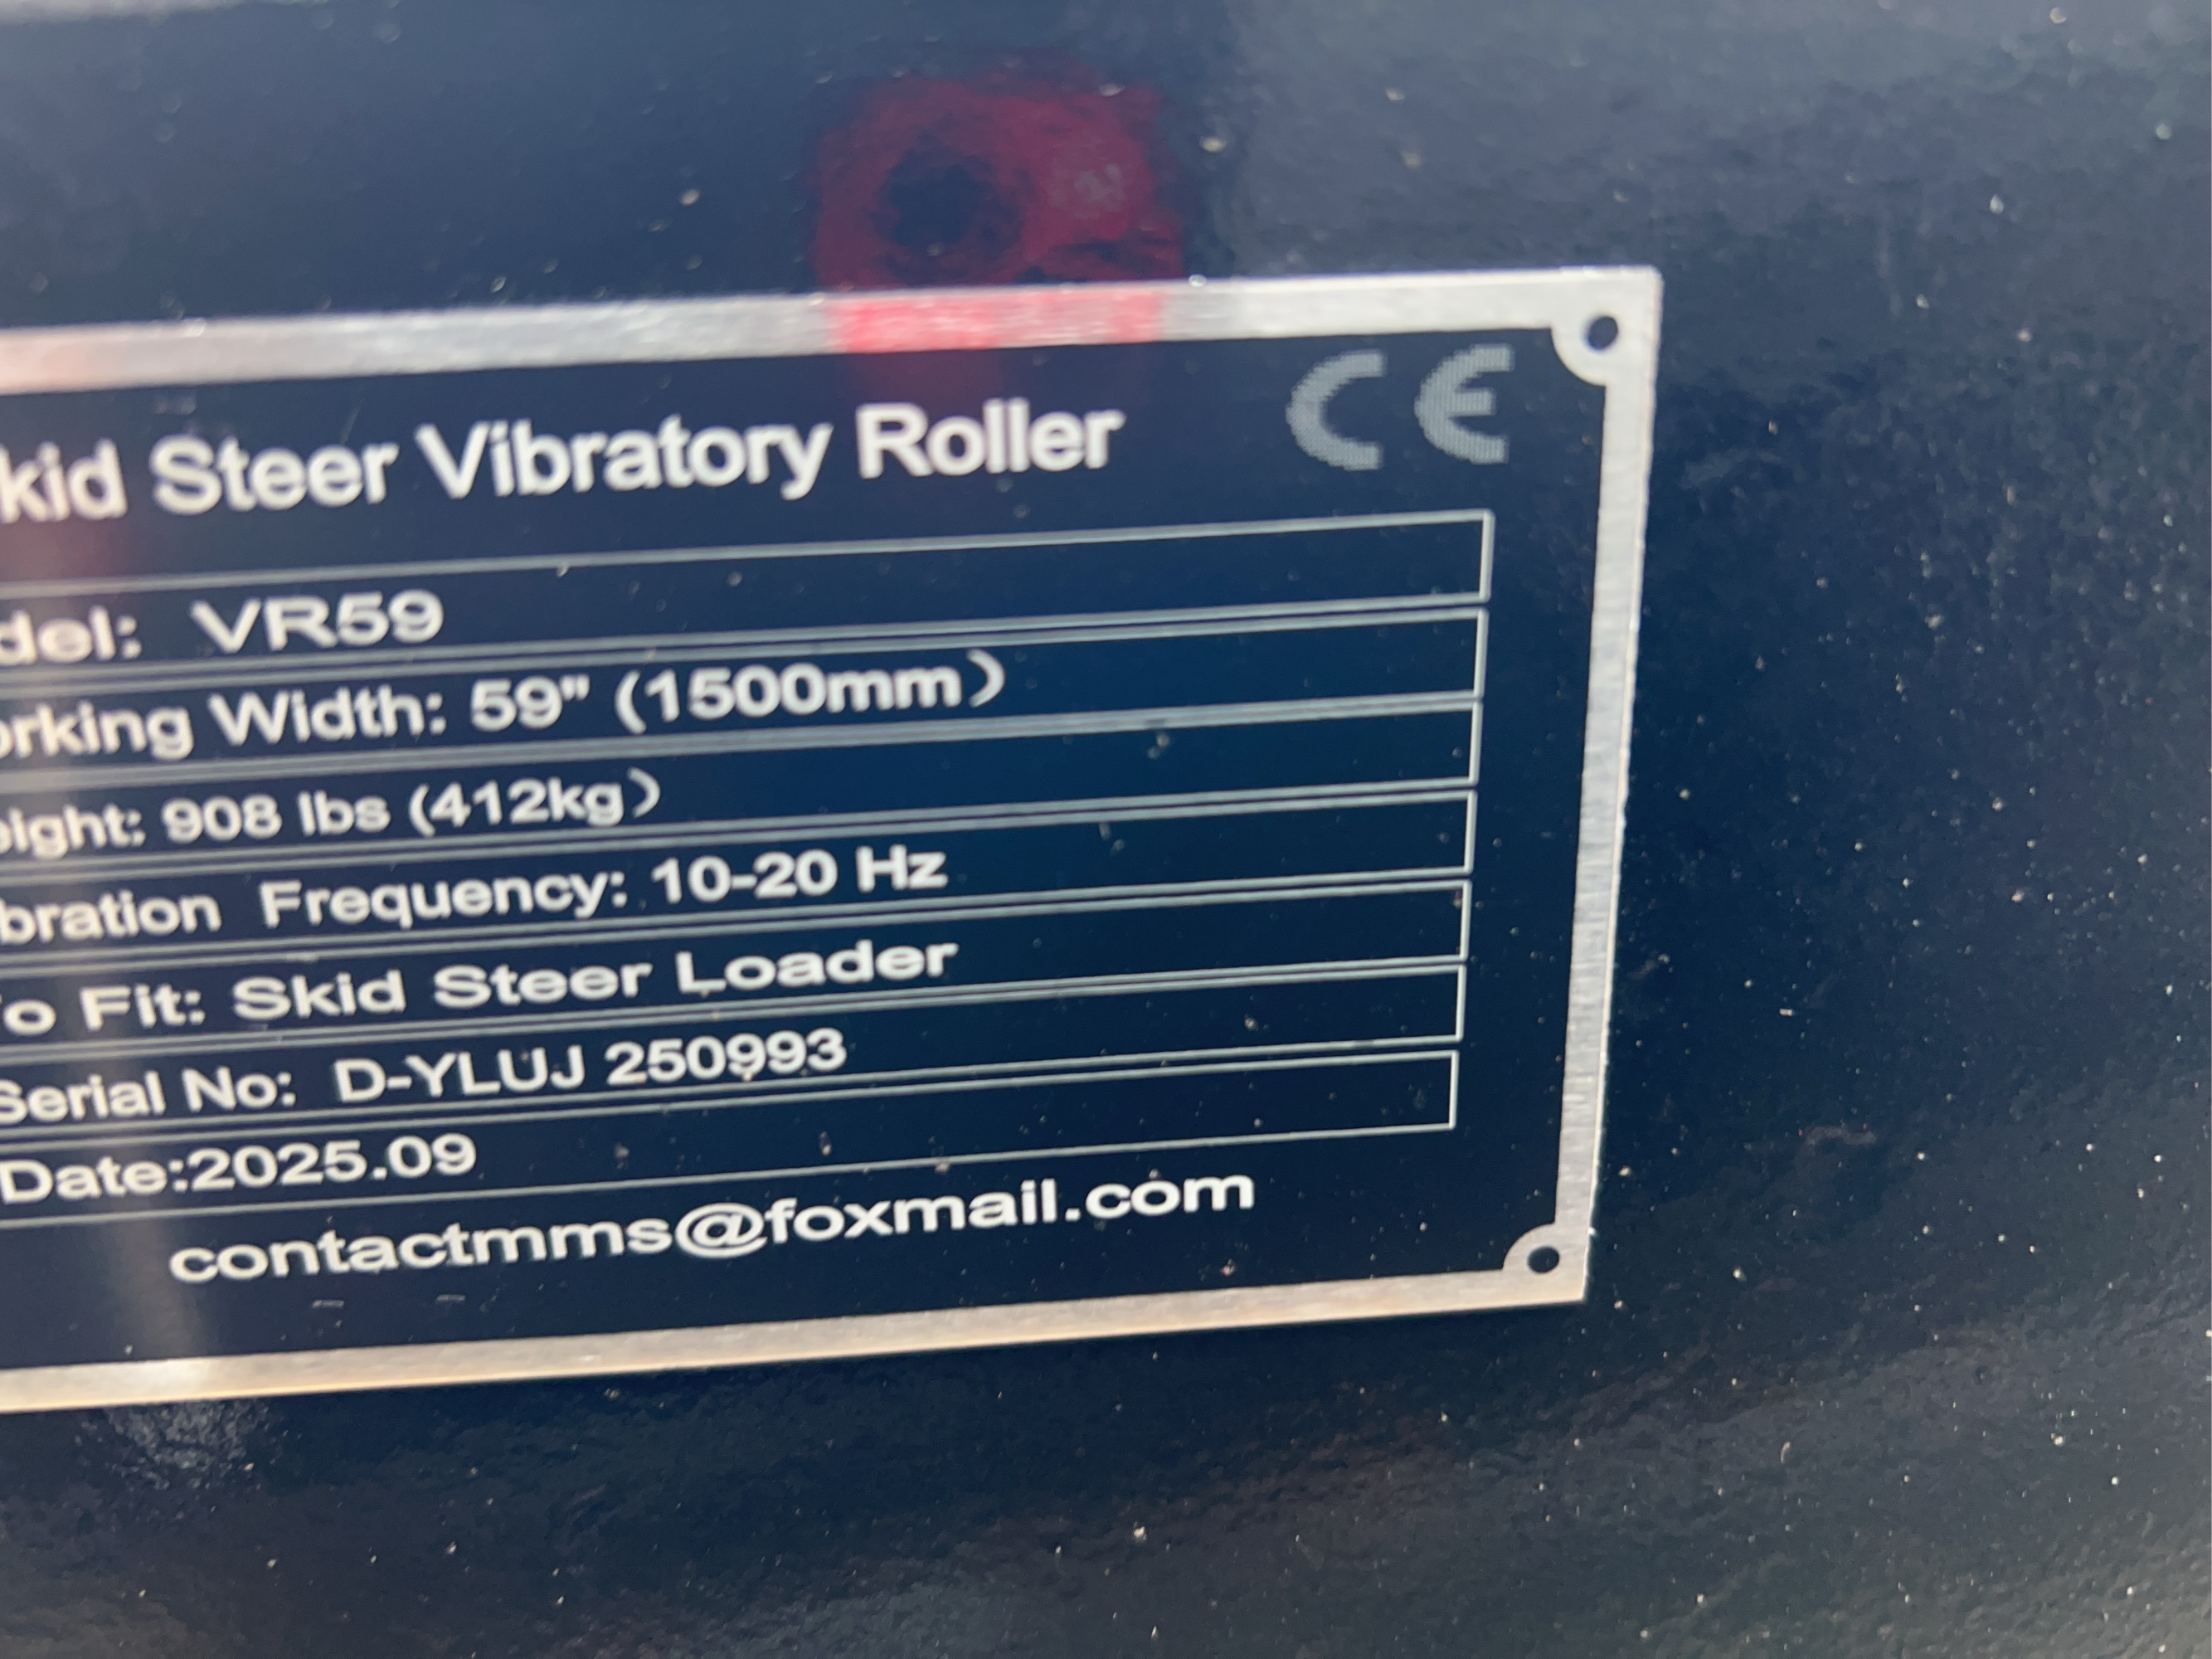 kid Steer Vibratory Roller CE
del: VR59
orking Width: 59" (1500mm)
eight: 908 lbs (412kg)
bration Frequency: 10-20 Hz
o Fit: Skid Steer Loader
Serial No: D-YLUJ 250993
Date:2025.09
contactmms@foxmail.com